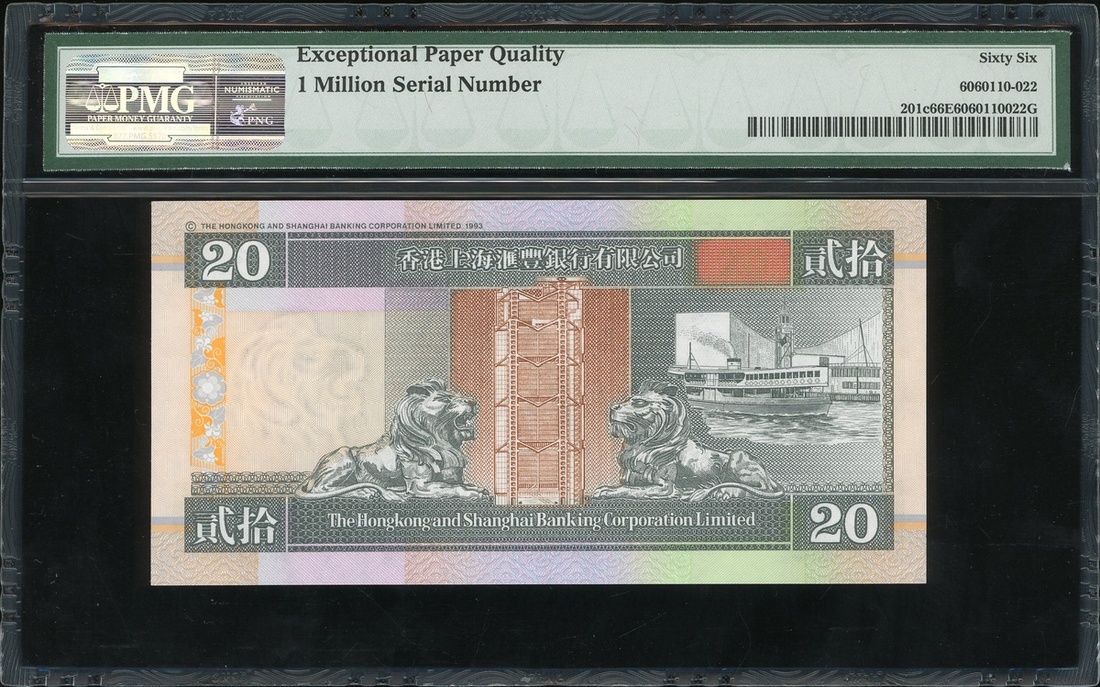 Exceptional Paper Quality
1 Million Serial Number
Sixty Six
6060110-022
201c66E6060110022G
PMG
PAPER MONEY GUARANTY
NUMISMATIC
PNG
© THE HONGKONG AND SHANGHAI BANKING CORPORATION LIMITED 1993
20
香港上海滙豐銀行有限公司
貳拾
貳拾
The Hongkong and Shanghai Banking Corporation Limited
20